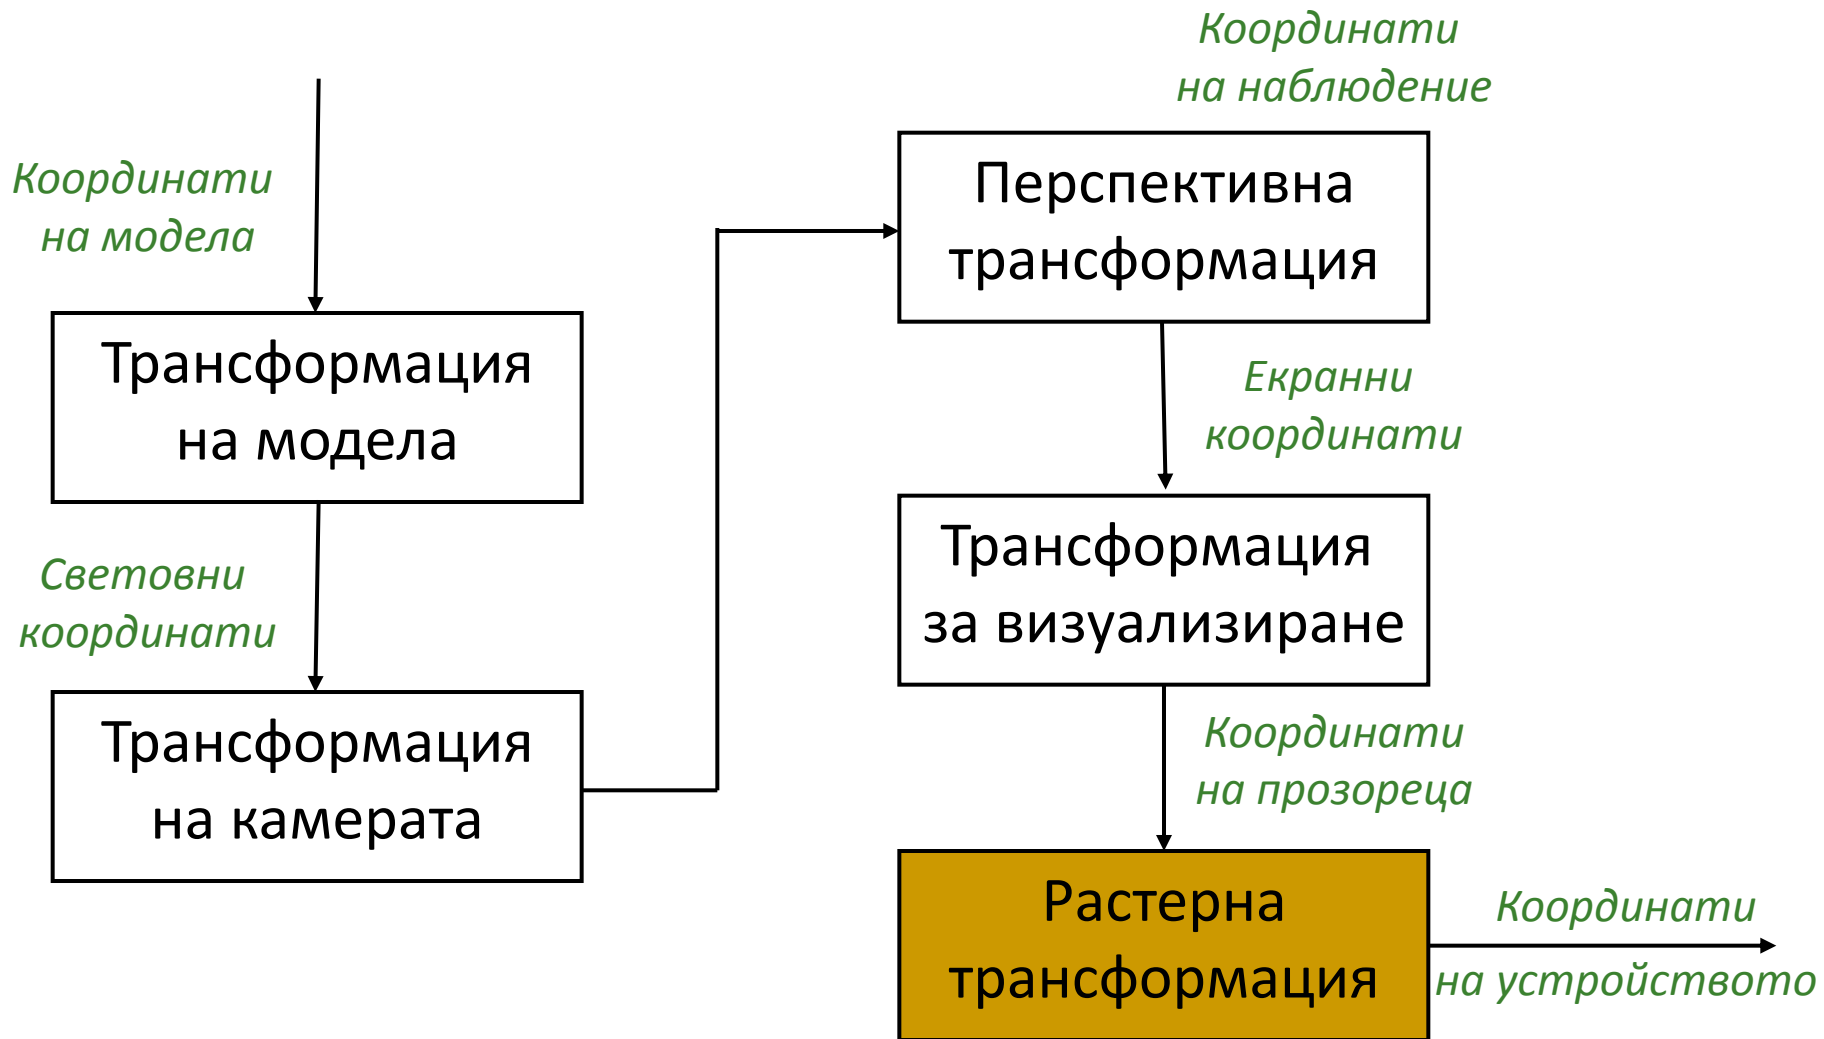 Координати
на модела
Трансформация
на модела
Световни
координати
Трансформация
на камерата
Координати
на наблюдение
Перспективна
трансформация
Екранни
координати
Трансформация
за визуализиране
Координати
на прозореца
Растерна
трансформация
Координати
на устройството